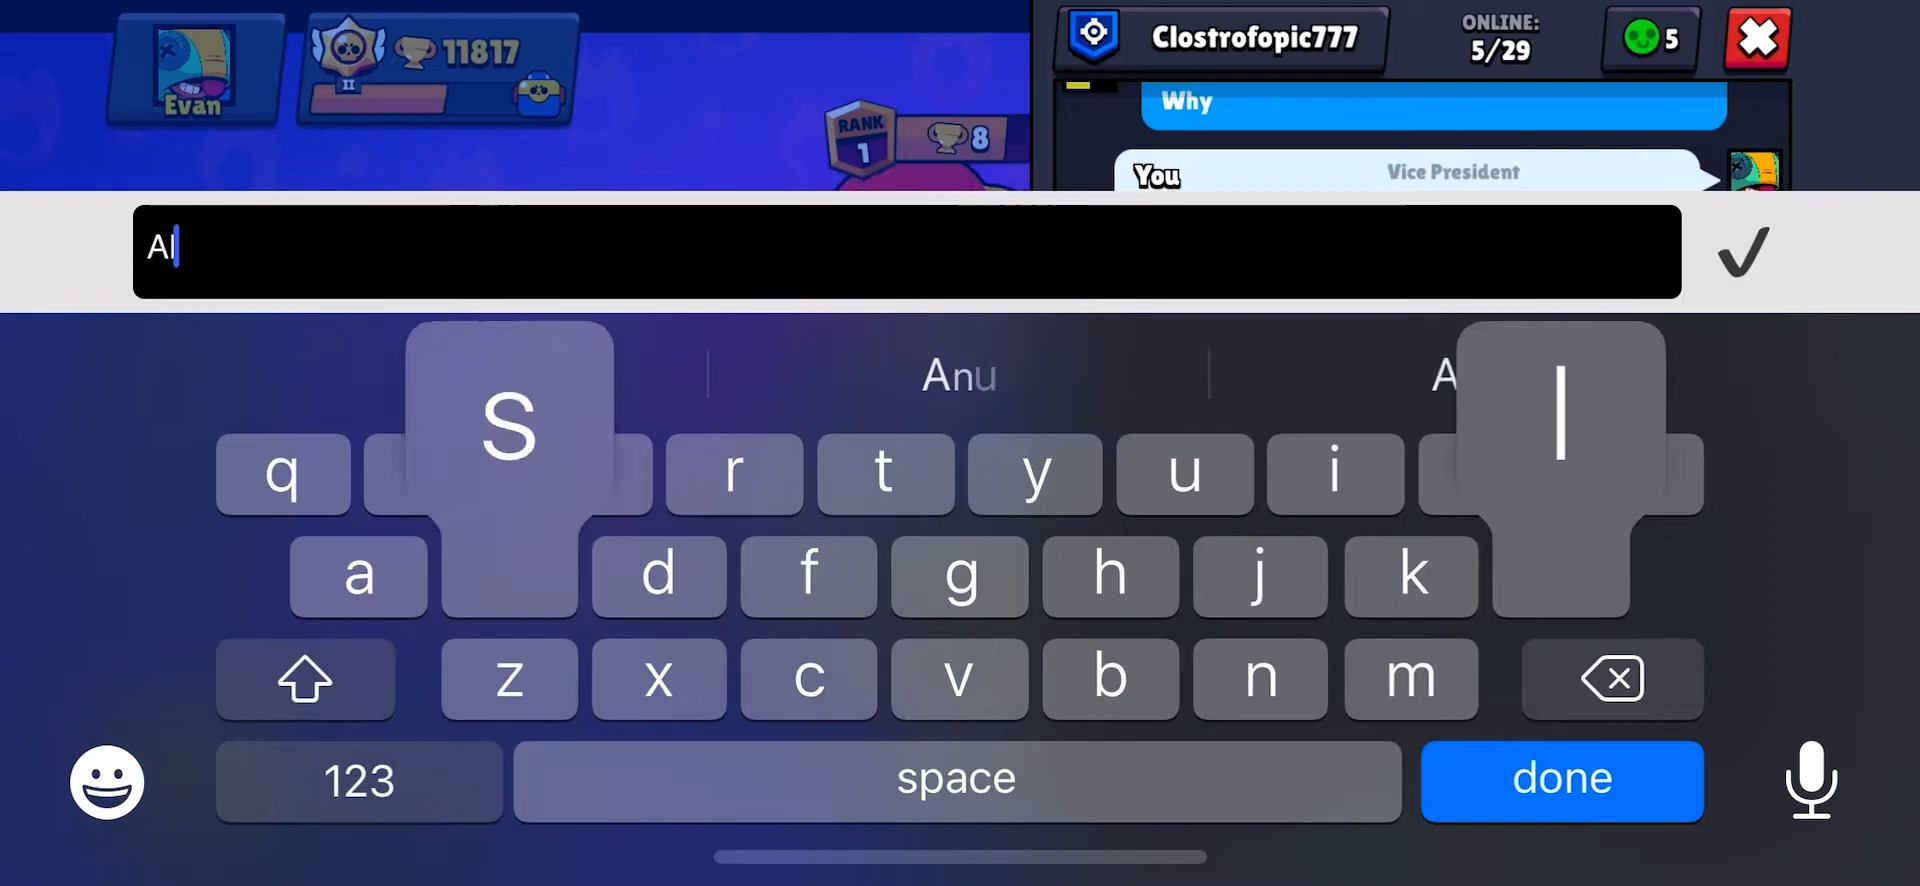 Evan
II
11817
RANK
1
8
Clostrofopic777
ONLINE:
5/29
5
Why
You
Vice President
Al
Anu
A
S
l
q
r
t
y
u
i
a
d
f
g
h
j
k
z
x
c
v
b
n
m
123
space
done